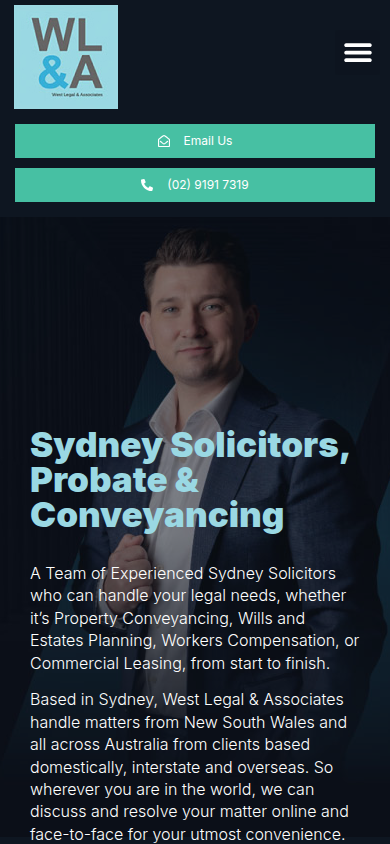 WL
&A
West Legal & Associates
Email Us
(02) 9191 7319
Sydney Solicitors,
Probate &
Conveyancing
A Team of Experienced Sydney Solicitors
who can handle your legal needs, whether
it’s Property Conveyancing, Wills and
Estates Planning, Workers Compensation, or
Commercial Leasing, from start to finish.
Based in Sydney, West Legal & Associates
handle matters from New South Wales and
all across Australia from clients based
domestically, interstate and overseas. So
wherever you are in the world, we can
discuss and resolve your matter online and
face-to-face for your utmost convenience.